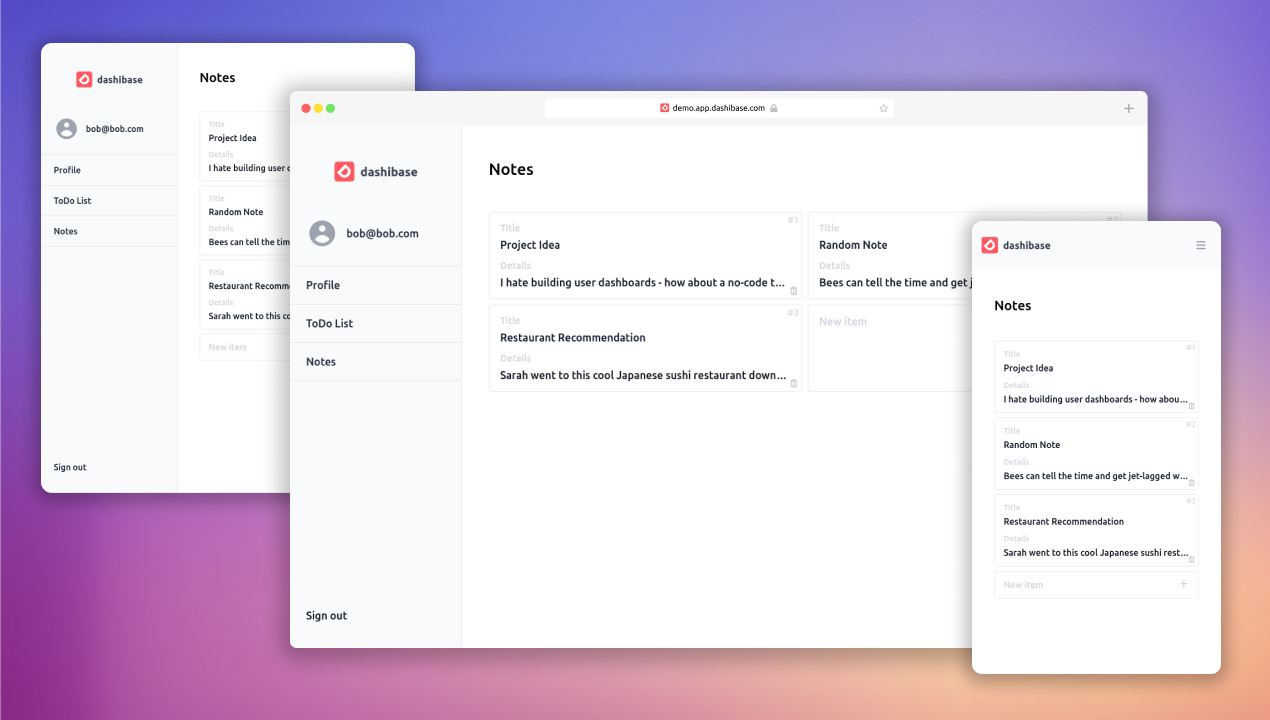 dashibase
bob@bob.com
Profile
ToDo List
Notes
Sign out
Notes
Title
Project Idea
Details
I hate building user
Title
Random Note
Details
Bees can tell the tim
Title
Restaurant Recomm
Details
Sarah went to this
New item
demo.app.dashibase.com
dashibase
bob@bob.com
Profile
ToDo List
Notes
Sign out
Notes
#1
Title
Project Idea
Details
I hate building user dashboards - how about a no-code t...
#2
Title
Random Note
Details
Bees can tell the time and get
#3
Title
Restaurant Recommendation
Details
Sarah went to this cool Japanese sushi restaurant down...
New item
dashibase
Notes
#1
Title
Project Idea
Details
I hate building user dashboards - how abou...
#2
Title
Random Note
Details
Bees can tell the time and get jet-lagged w...
#3
Title
Restaurant Recommendation
Details
Sarah went to this cool Japanese sushi rest...
New item